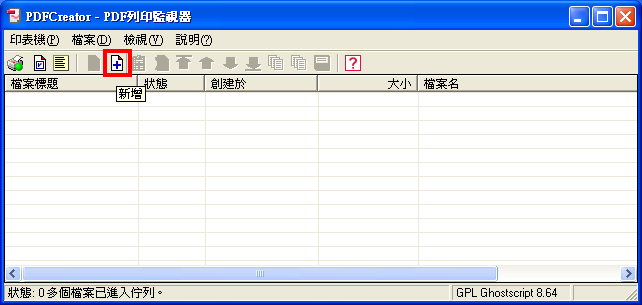 PDFCreator - PDF列印監視器
印表機(P) 檔案(D) 檢視(V) 說明(?)
檔案標題 狀態 創建於 大小 檔案名
新增
狀態: 0 多個檔案已進入佇列。 GPL Ghostscript 8.64